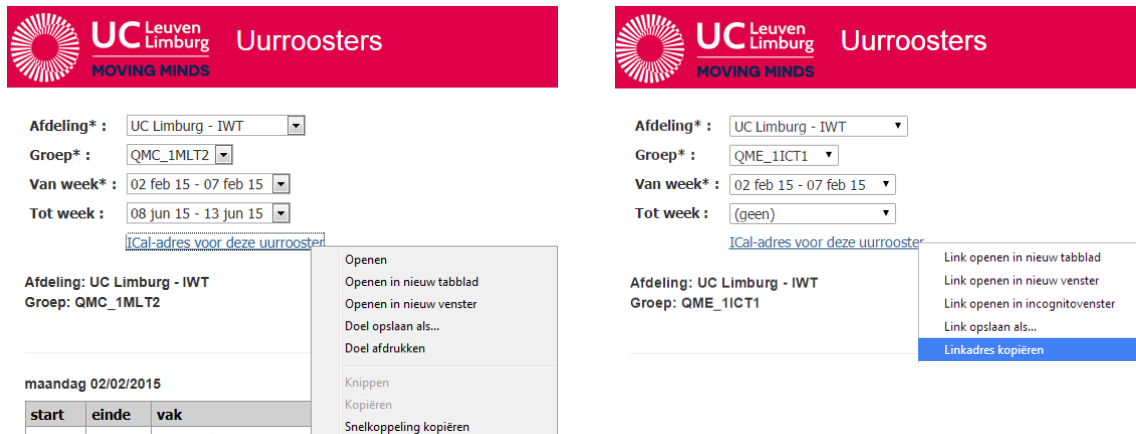 UC Leuven Limburg
MOVING MINDS
Uurroosters
Afdeling* : UC Limburg - IWT
Groep* : QMC_1MLT2
Van week* : 02 feb 15 - 07 feb 15
Tot week : 08 jun 15 - 13 jun 15
ICal-adres voor deze uurrooster
Afdeling: UC Limburg - IWT
Groep: QMC_1MLT2
maandag 02/02/2015
start einde vak
Openen
Openen in nieuw tabblad
Openen in nieuw venster
Doel opslaan als...
Doel afdrukken
Knippen
Kopiëren
Snelkoppeling kopiëren
UC Leuven Limburg
MOVING MINDS
Uurroosters
Afdeling* : UC Limburg - IWT
Groep* : QME_1ICT1
Van week* : 02 feb 15 - 07 feb 15
Tot week : (geen)
ICal-adres voor deze uurrooster
Afdeling: UC Limburg - IWT
Groep: QME_1ICT1
Link openen in nieuw tabblad
Link openen in nieuw venster
Link openen in incognitovenster
Link opslaan als...
Linkadres kopiëren